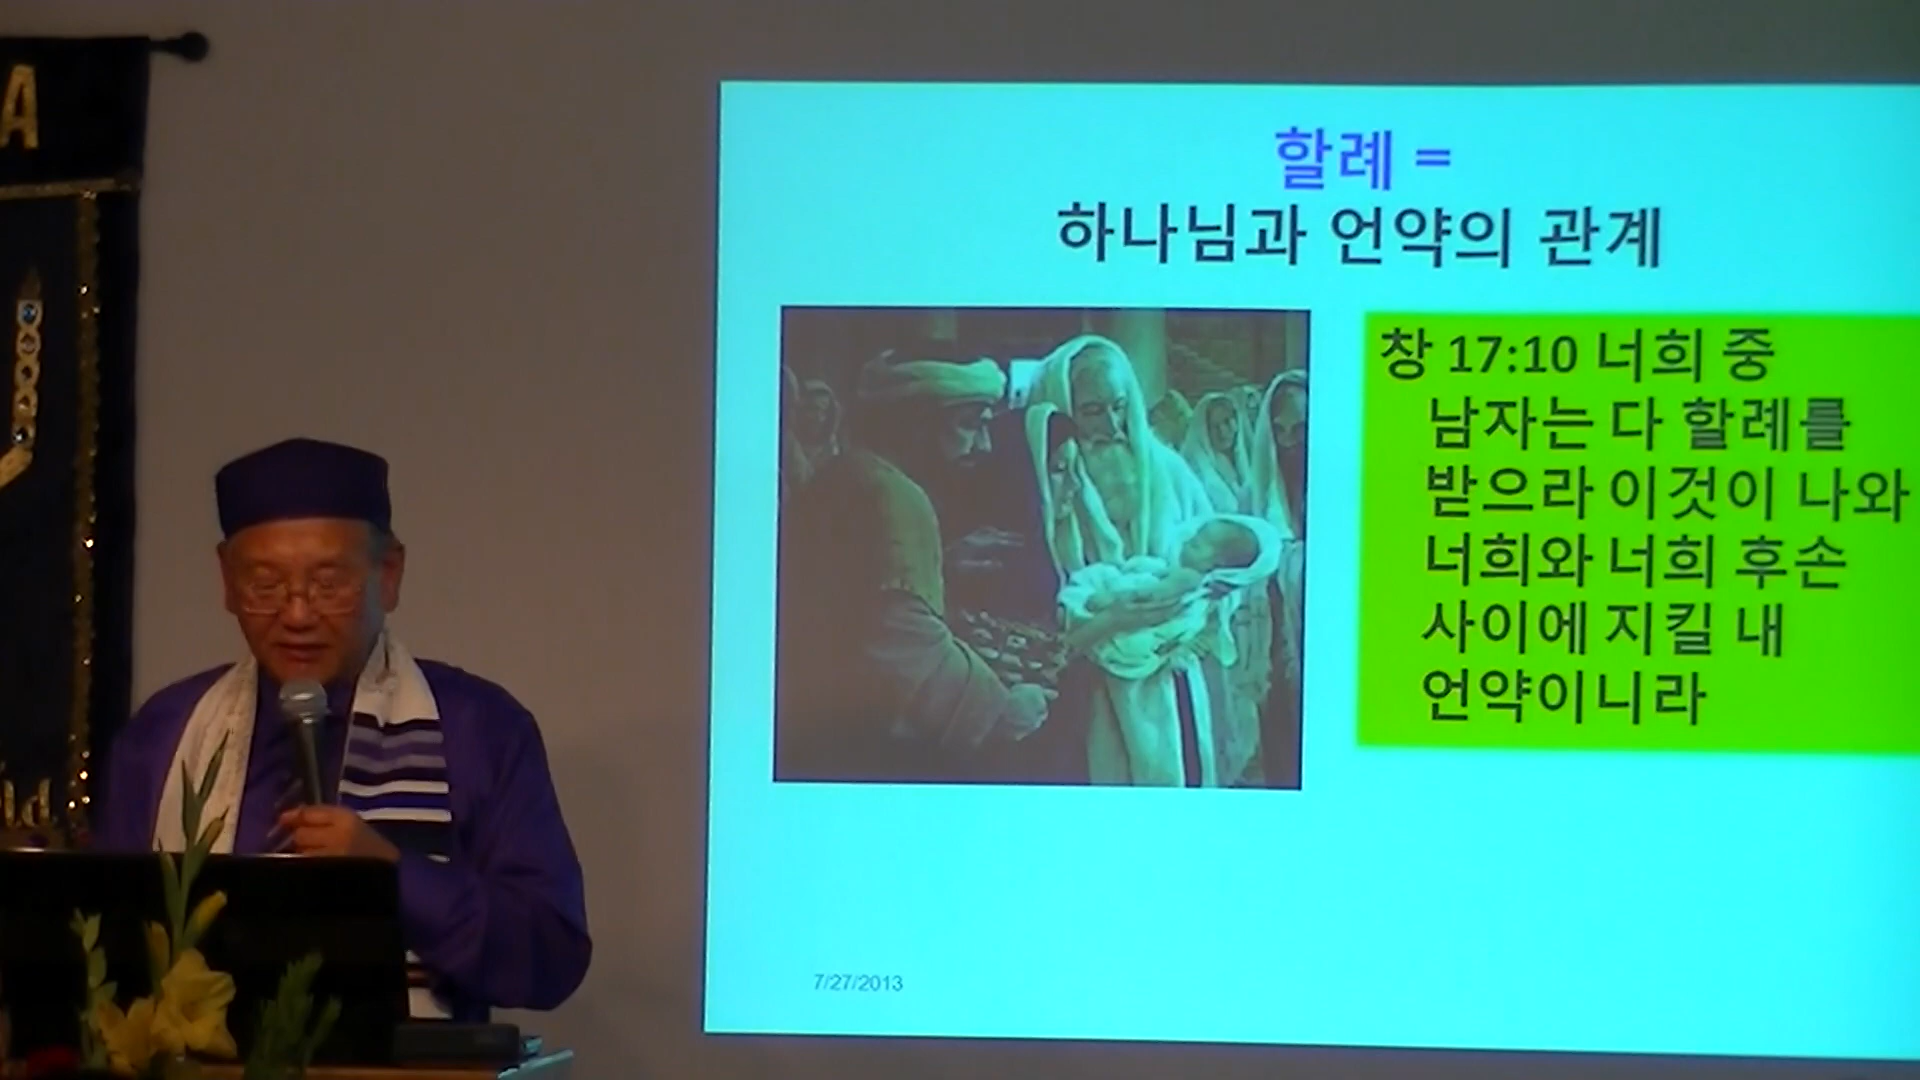 A
할례 =
하나님과 언약의 관계
창 17:10 너희 중
남자는 다 할례를
받으라 이것이 나와
너희와 너희 후손
사이에 지킬 내
언약이니라
7/27/2013